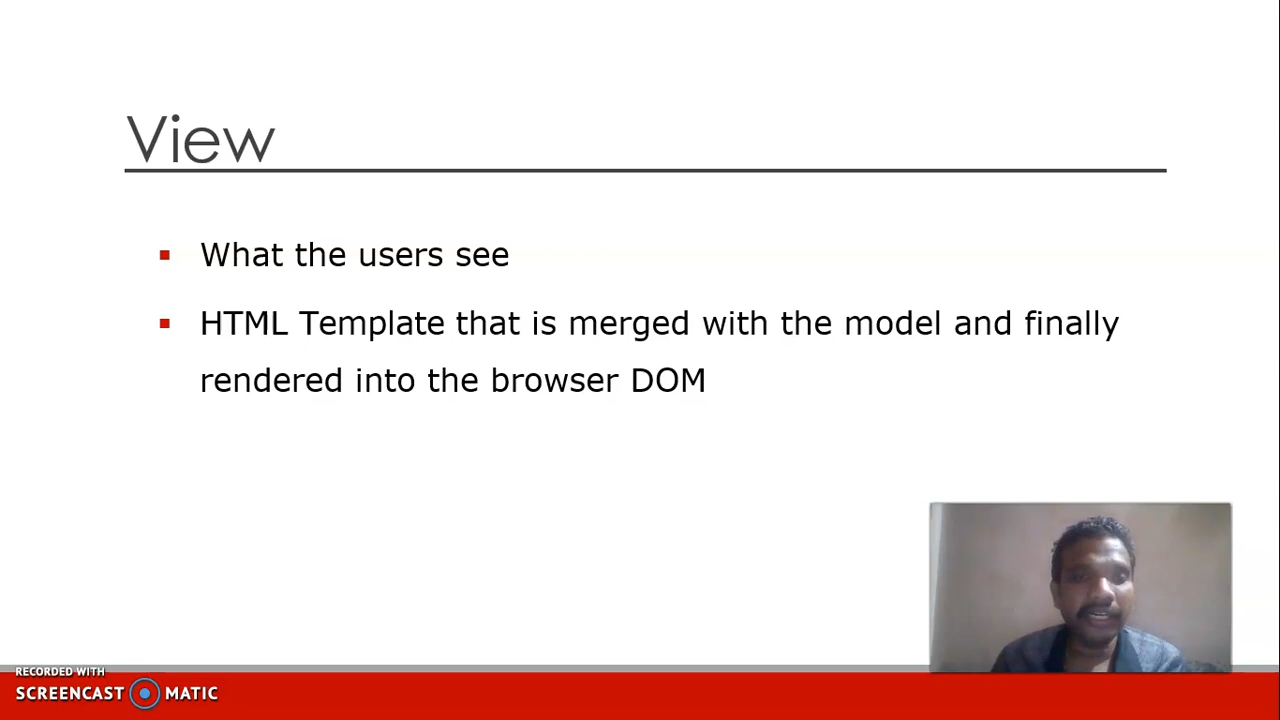 View
What the users see
HTML Template that is merged with the model and finally
rendered into the browser DOM
RECORDED WITH
SCREENCAST MATIC